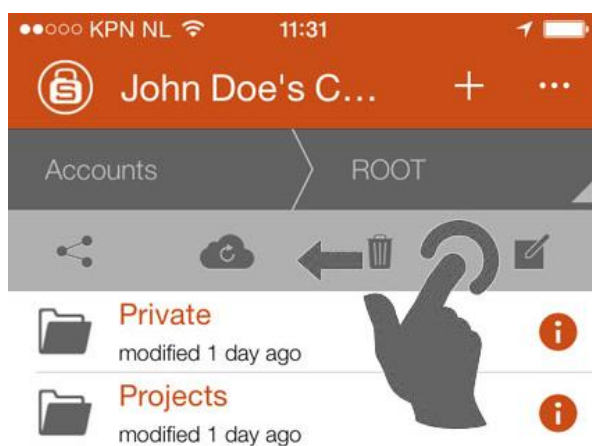 KPN NL 11:31
John Doe's C...
Accounts ROOT
Private
modified 1 day ago
Projects
modified 1 day ago